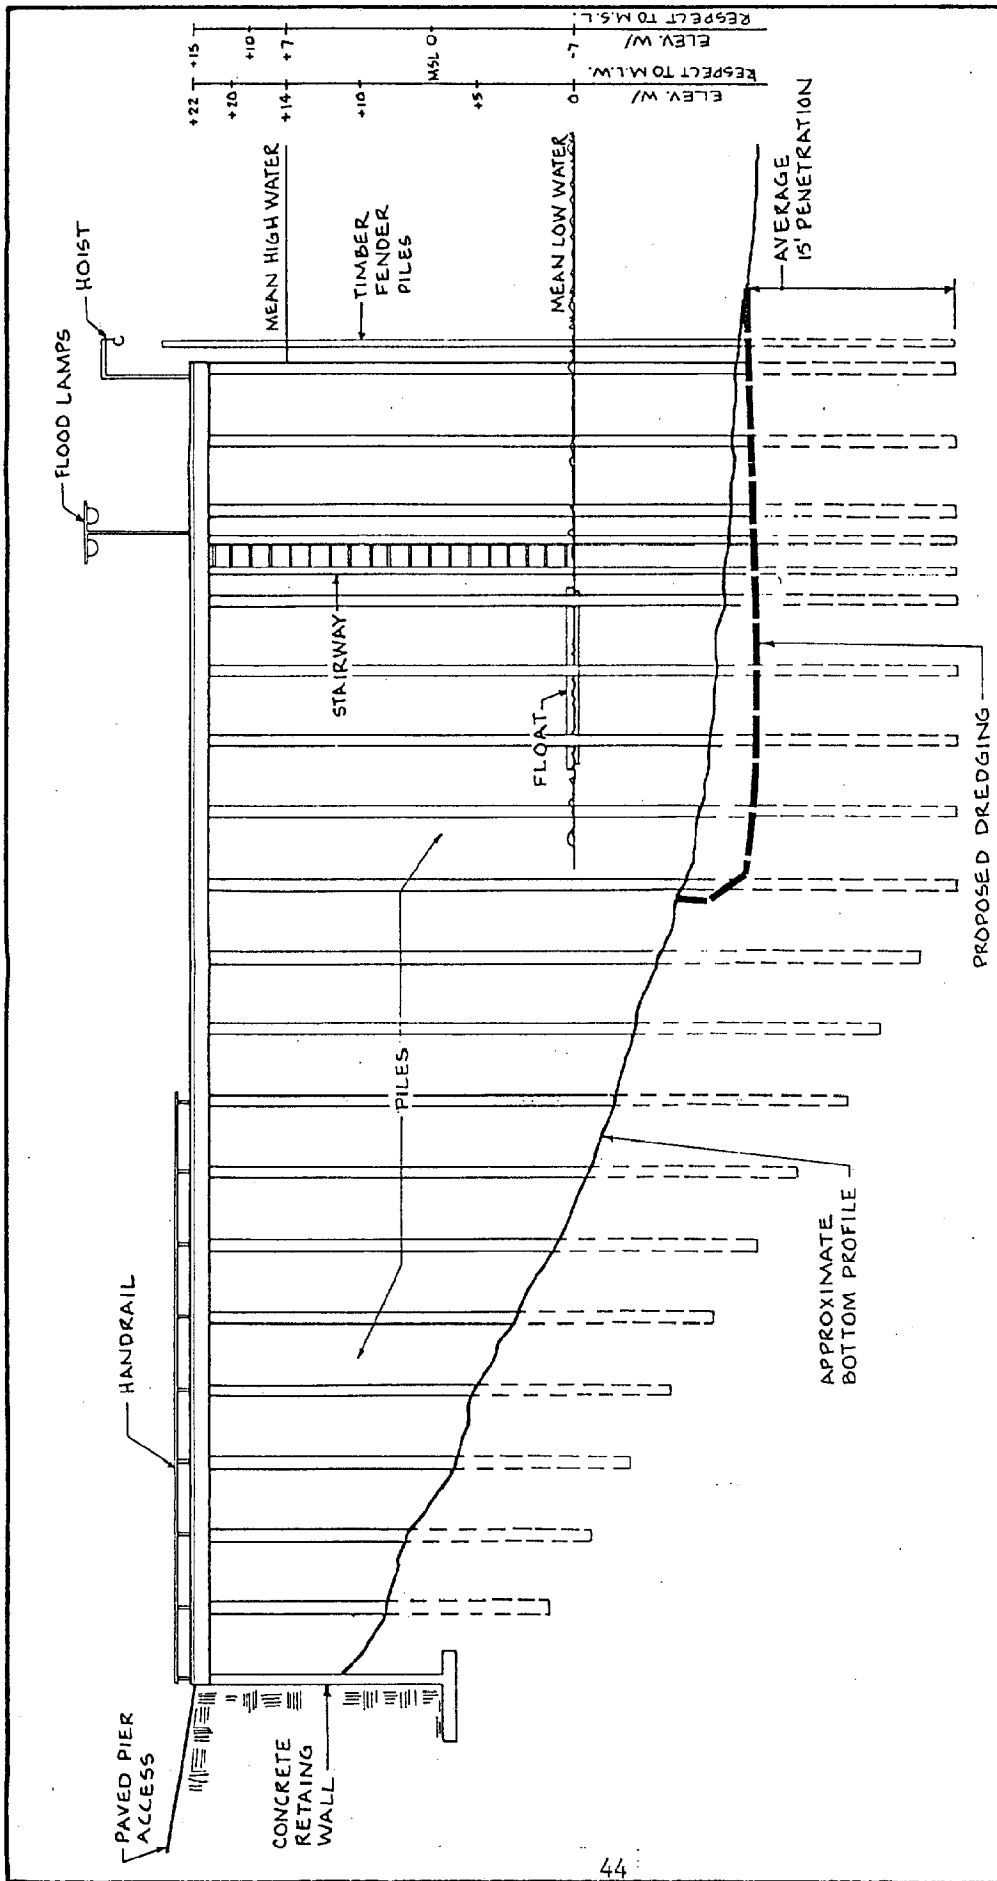 PAVED PIER
ACCESS
HANDRAIL
FLOOD LAMPS
HOIST
CONCRETE
RETAING
WALL
PILES
STAIRWAY
FLOAT
TIMBER
FENDER
PILES
MEAN HIGH WATER
MEAN LOW WATER
APPROXIMATE
BOTTOM PROFILE
PROPOSED DREDGING
AVERAGE
15' PENETRATION
+22
+20
+14
+10
+5
0
ELEV. W/
RESPECT TO M.L.W.
+15
+10
+7
MSL 0
-7
ELEV. W/
RESPECT TO M.S.L.
44